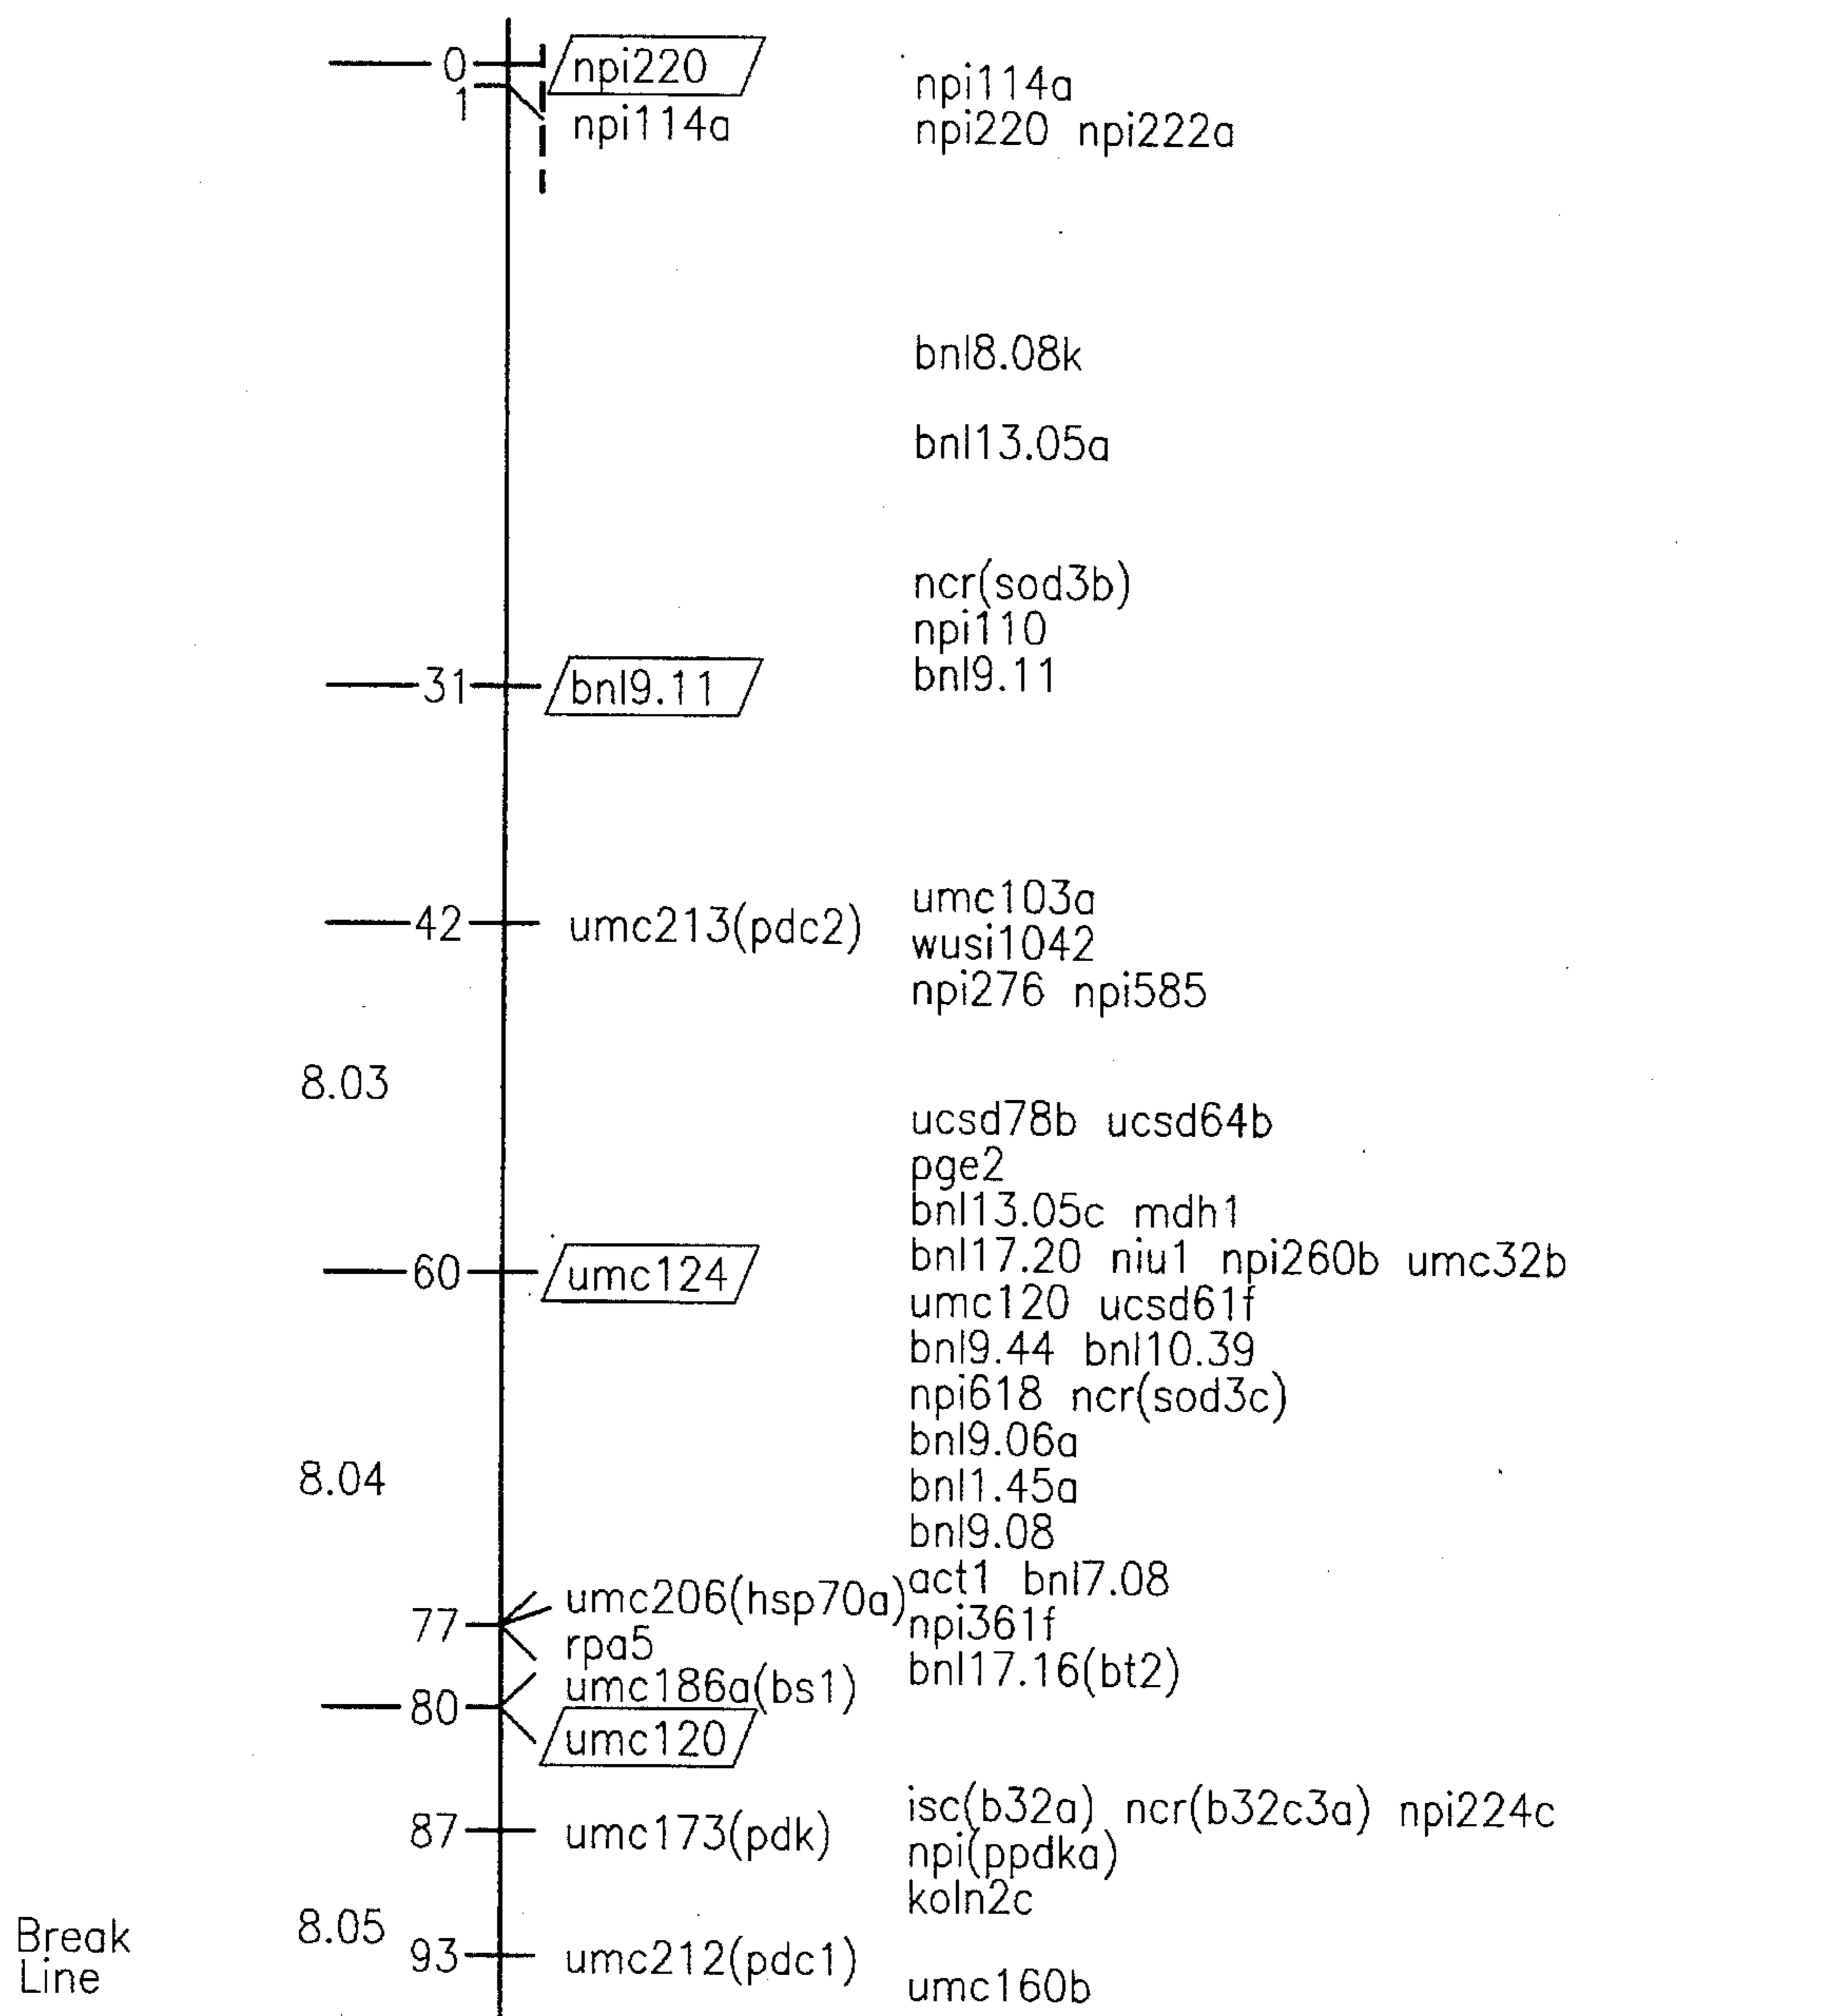 0 npi220
1 npi114a
npi114a
npi220 npi222a
bnl8.08k
bnl13.05a
ncr(sod3b)
npi110
bnl9.11
31 bnl9.11
42 umc213(pdc2)
umc103a
wusi1042
npi276 npi585
8.03
ucsd78b ucsd64b
pge2
bnl13.05c mdh1
bnl17.20 niu1 npi260b umc32b
60 umc124
umc120 ucsd61f
bnl9.44 bnl10.39
npi618 ncr(sod3c)
bnl9.06a
8.04
bnl1.45a
bnl9.08
act1 bnl7.08
npi361f
bnl17.16(bt2)
77 umc206(hsp70a)
rpa5
umc186a(bs1)
80 umc120
87 umc173(pdk)
isc(b32a) ncr(b32c3a) npi224c
npi(ppdka)
koln2c
Break
Line
8.05
93 umc212(pdc1)
umc160b